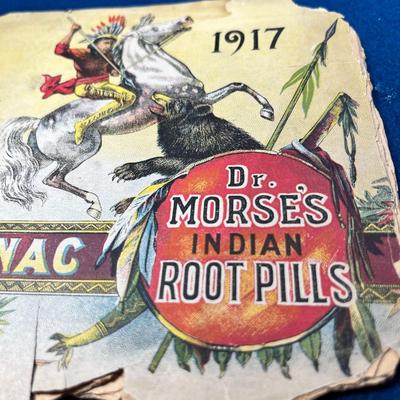 1917
Dr.
MORSE'S
INDIAN
ROOT PILLS
NAC